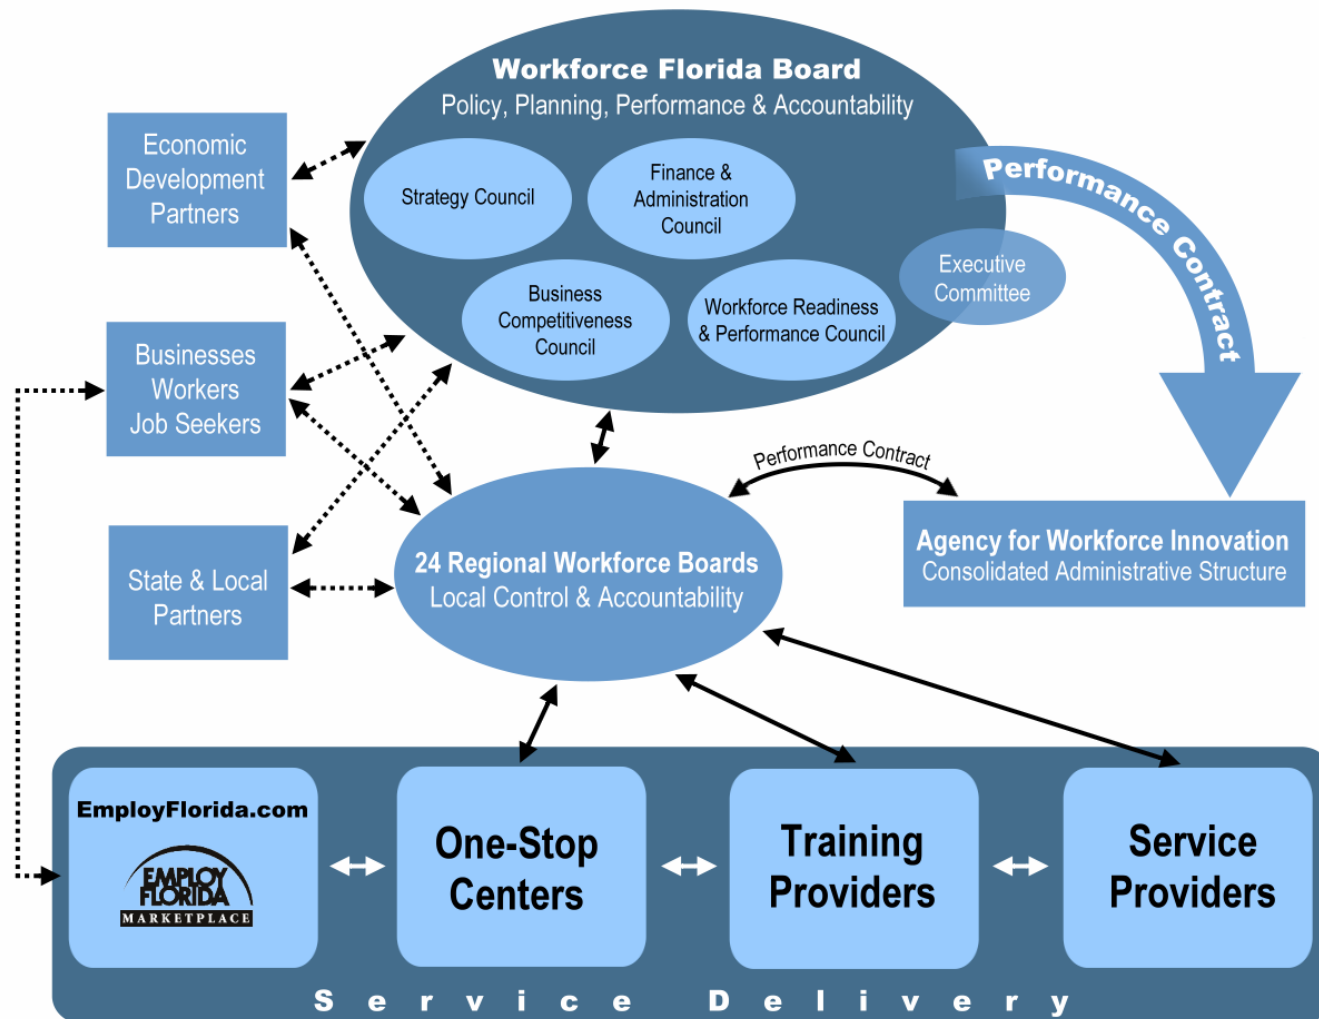 Workforce Florida Board
Policy, Planning, Performance & Accountability
Economic
Development
Partners
Strategy Council
Finance &
Administration
Council
Performance Contract
Executive
Committee
Business
Competitiveness
Council
Workforce Readiness
& Performance Council
Businesses
Workers
Job Seekers
Performance Contract
State & Local
Partners
24 Regional Workforce Boards
Local Control & Accountability
Agency for Workforce Innovation
Consolidated Administrative Structure
EmployFlorida.com
EMPLOY
FLORIDA
MARKETPLACE
One-Stop
Centers
Training
Providers
Service
Providers
Service Delivery